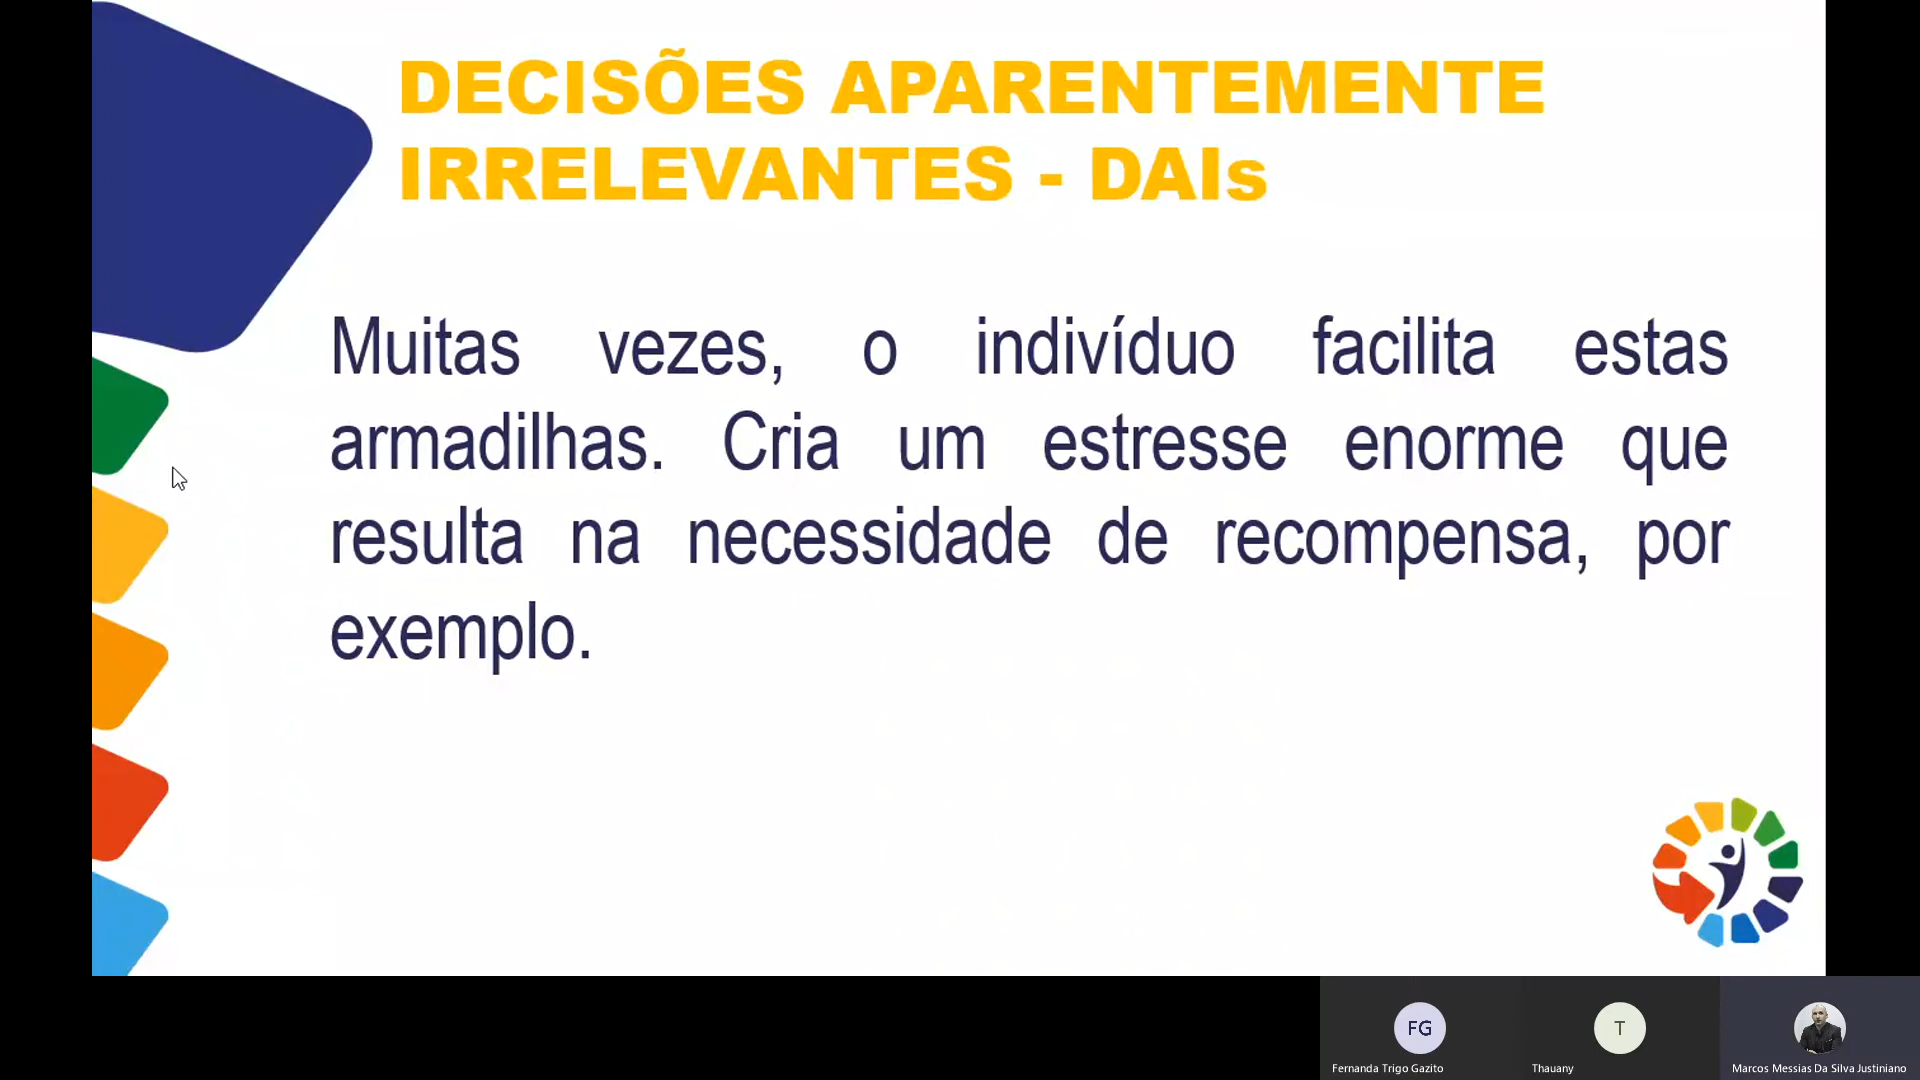 DECISÕES APARENTEMENTE
IRRELEVANTES - DAIs
Muitas vezes, o indivíduo facilita estas
armadilhas. Cria um estresse enorme que
resulta na necessidade de recompensa, por
exemplo.
FG
T
Fernanda Trigo Gazito
Thauany
Marcos Messias Da Silva Justiniano